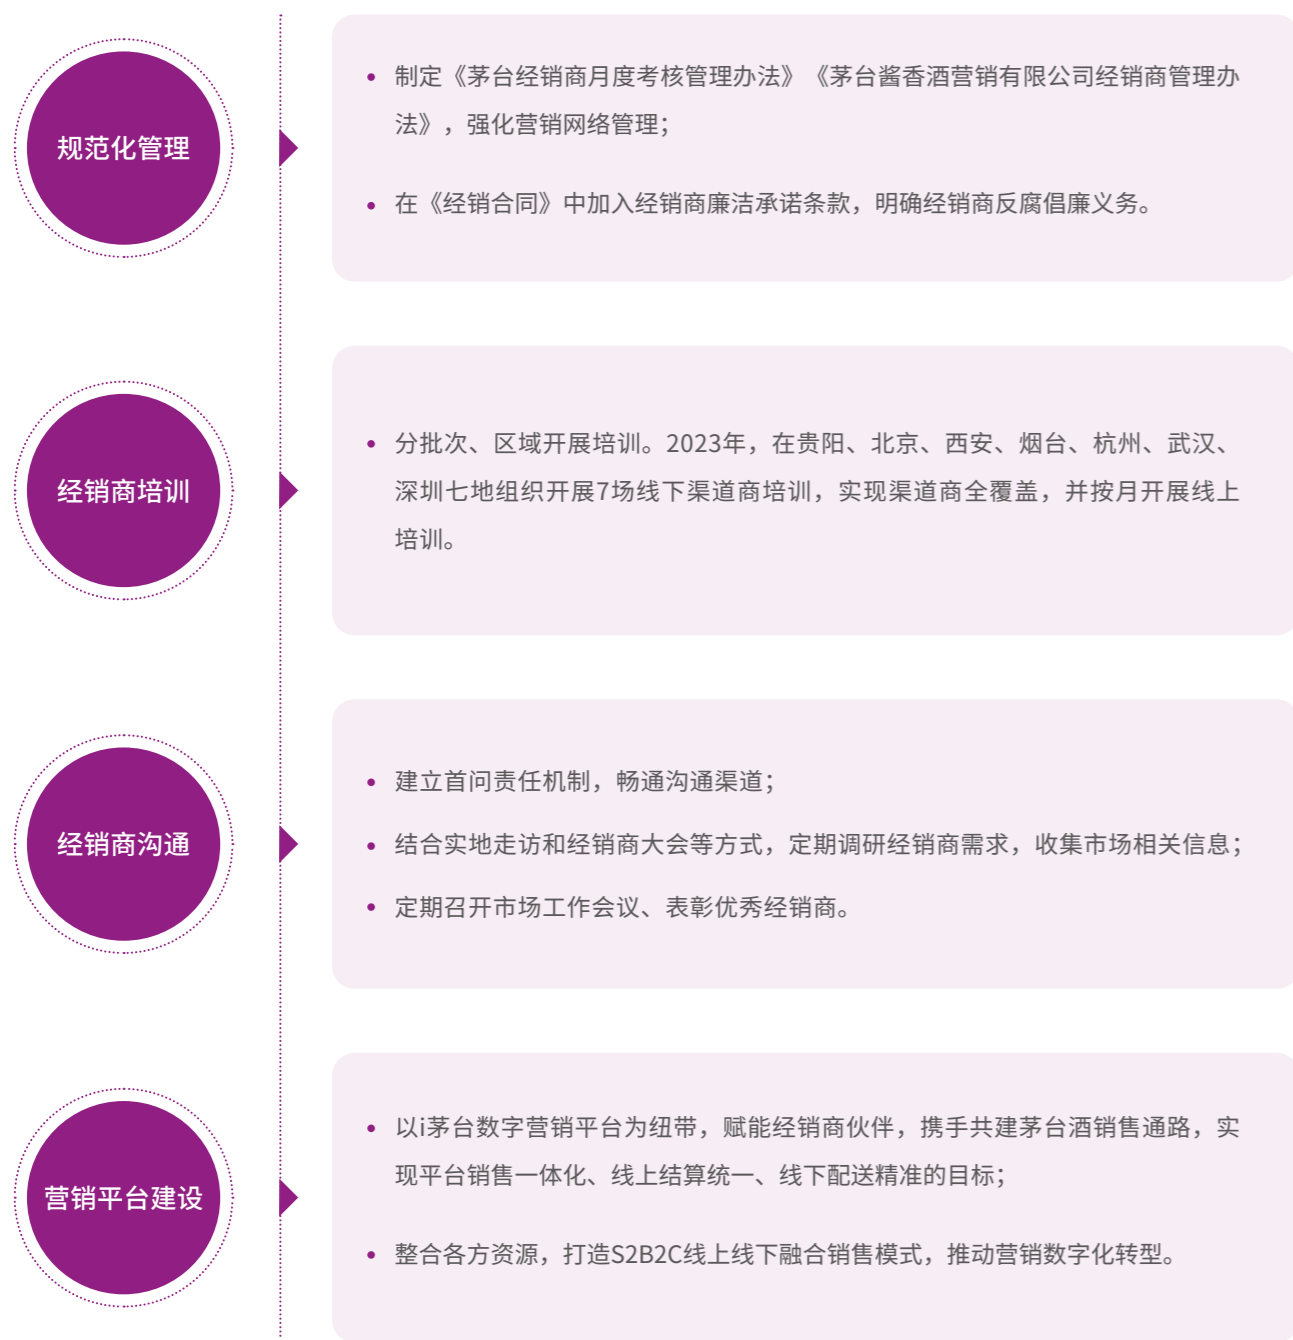 规范化管理
• 制定《茅台经销商月度考核管理办法》《茅台酱香酒营销有限公司经销商管理办
法》，强化营销网络管理；
• 在《经销合同》中加入经销商廉洁承诺条款，明确经销商反腐倡廉义务。
经销商培训
• 分批次、区域开展培训。2023年，在贵阳、北京、西安、烟台、杭州、武汉、
深圳七地组织开展7场线下渠道商培训，实现渠道商全覆盖，并按月开展线上
培训。
经销商沟通
• 建立首问责任机制，畅通沟通渠道；
• 结合实地走访和经销商大会等方式，定期调研经销商需求，收集市场相关信息；
• 定期召开市场工作会议、表彰优秀经销商。
营销平台建设
• 以i茅台数字营销平台为纽带，赋能经销商伙伴，携手共建茅台酒销售通路，实
现平台销售一体化、线上结算统一、线下配送精准的目标；
• 整合各方资源，打造S2B2C线上线下融合销售模式，推动营销数字化转型。